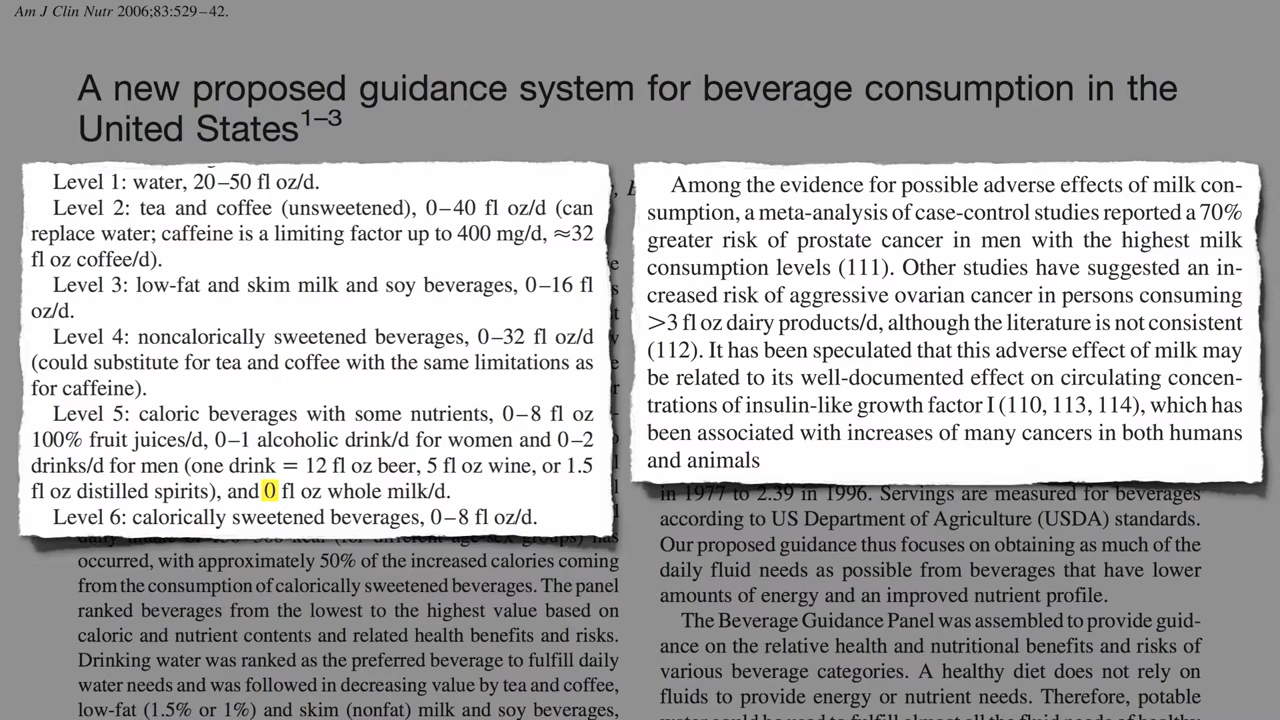 Am J Clin Nutr 2006;83:529–42.
A new proposed guidance system for beverage consumption in the
United States1–3
Level 1: water, 20–50 fl oz/d.
Level 2: tea and coffee (unsweetened), 0–40 fl oz/d (can
replace water; caffeine is a limiting factor up to 400 mg/d, ≈32
fl oz coffee/d).
Level 3: low-fat and skim milk and soy beverages, 0–16 fl
oz/d.
Level 4: noncalorically sweetened beverages, 0–32 fl oz/d
(could substitute for tea and coffee with the same limitations as
for caffeine).
Level 5: caloric beverages with some nutrients, 0–8 fl oz
100% fruit juices/d, 0–1 alcoholic drink/d for women and 0–2
drinks/d for men (one drink = 12 fl oz beer, 5 fl oz wine, or 1.5
fl oz distilled spirits), and 0 fl oz whole milk/d.
Level 6: calorically sweetened beverages, 0–8 fl oz/d.
Among the evidence for possible adverse effects of milk con-
sumption, a meta-analysis of case-control studies reported a 70%
greater risk of prostate cancer in men with the highest milk
consumption levels (111). Other studies have suggested an in-
creased risk of aggressive ovarian cancer in persons consuming
>3 fl oz dairy products/d, although the literature is not consistent
(112). It has been speculated that this adverse effect of milk may
be related to its well-documented effect on circulating concen-
trations of insulin-like growth factor I (110, 113, 114), which has
been associated with increases of many cancers in both humans
and animals
occurred, with approximately 50% of the increased calories coming
from the consumption of calorically sweetened beverages. The panel
ranked beverages from the lowest to the highest value based on
caloric and nutrient contents and related health benefits and risks.
Drinking water was ranked as the preferred beverage to fulfill daily
water needs and was followed in decreasing value by tea and coffee,
low-fat (1.5% or 1%) and skim (nonfat) milk and soy beverages,
in 1977 to 2.39 in 1996. Servings are measured for beverages
according to US Department of Agriculture (USDA) standards.
Our proposed guidance thus focuses on obtaining as much of the
daily fluid needs as possible from beverages that have lower
amounts of energy and an improved nutrient profile.
The Beverage Guidance Panel was assembled to provide guid-
ance on the relative health and nutritional benefits and risks of
various beverage categories. A healthy diet does not rely on
fluids to provide energy or nutrient needs. Therefore, potable